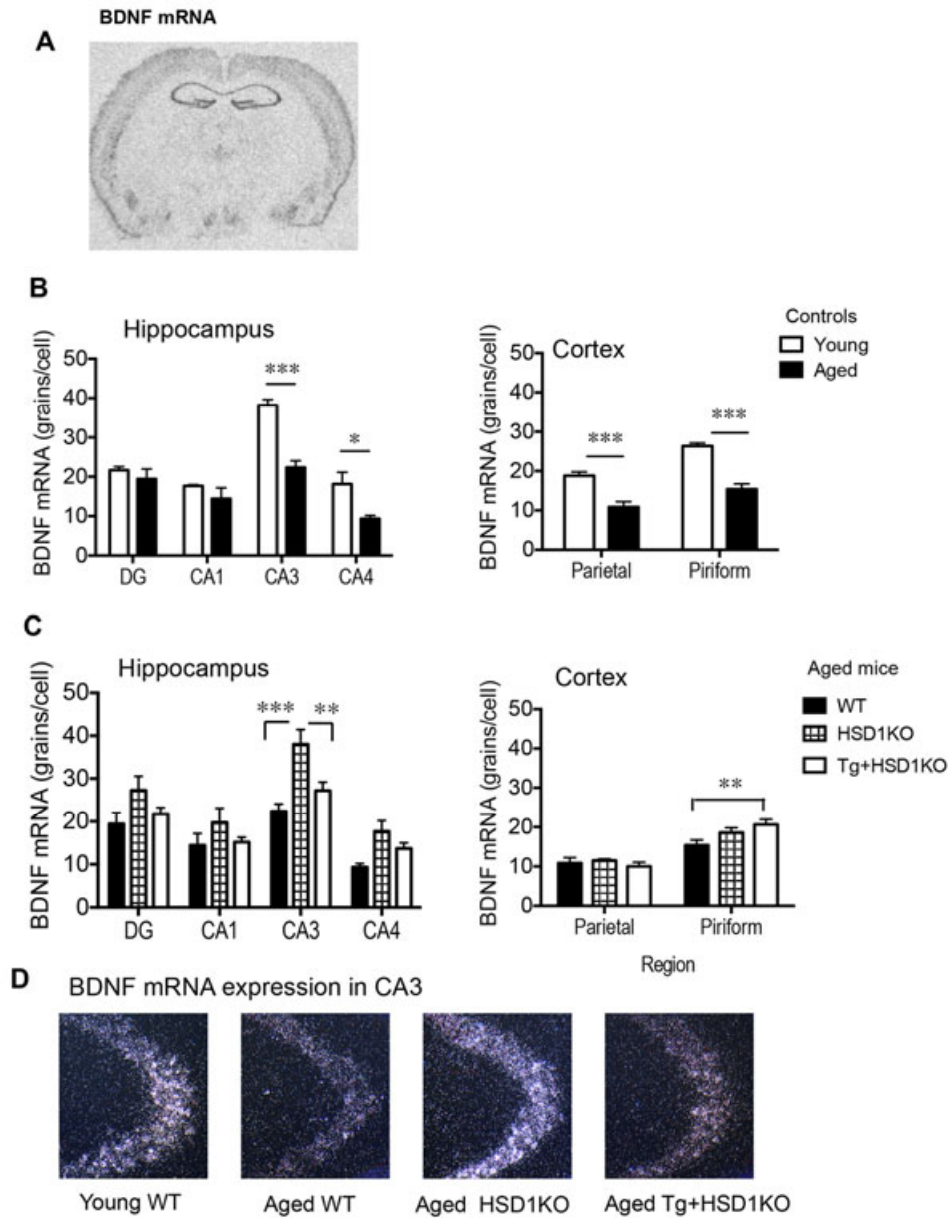 BDNF mRNA
A
B
Hippocampus
BDNF mRNA (grains/cell)
50
40
30
20
10
0
***
*
DG CA1 CA3 CA4
Cortex
BDNF mRNA (grains/cell)
50
40
30
20
10
0
***
***
Parietal Piriform
Controls
Young
Aged
C
Hippocampus
BDNF mRNA (grains/cell)
50
40
30
20
10
0
*** **
DG CA1 CA3 CA4
Cortex
BDNF mRNA (grains/cell)
50
40
30
20
10
0
**
Parietal Piriform
Region
Aged mice
WT
HSD1KO
Tg+HSD1KO
D
BDNF mRNA expression in CA3
Young WT Aged WT Aged HSD1KO Aged Tg+HSD1KO